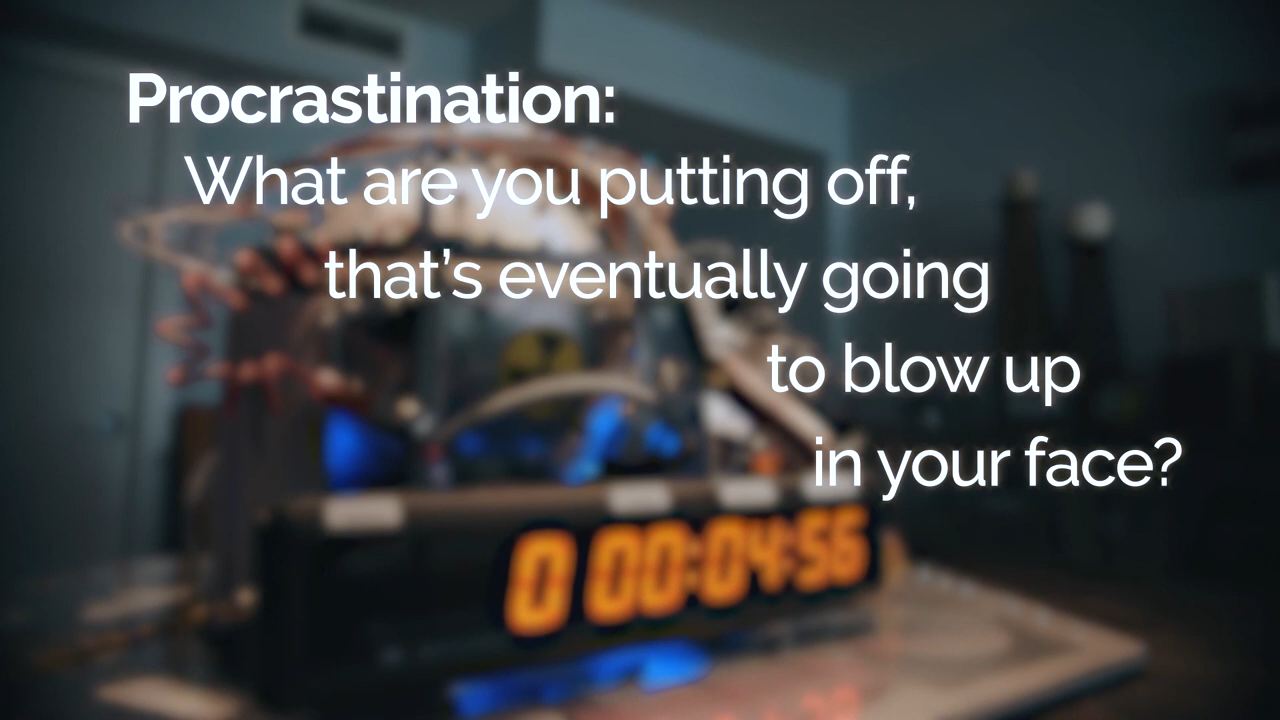 Procrastination:
What are you putting off,
that’s eventually going
to blow up
in your face?
0 00:04:56